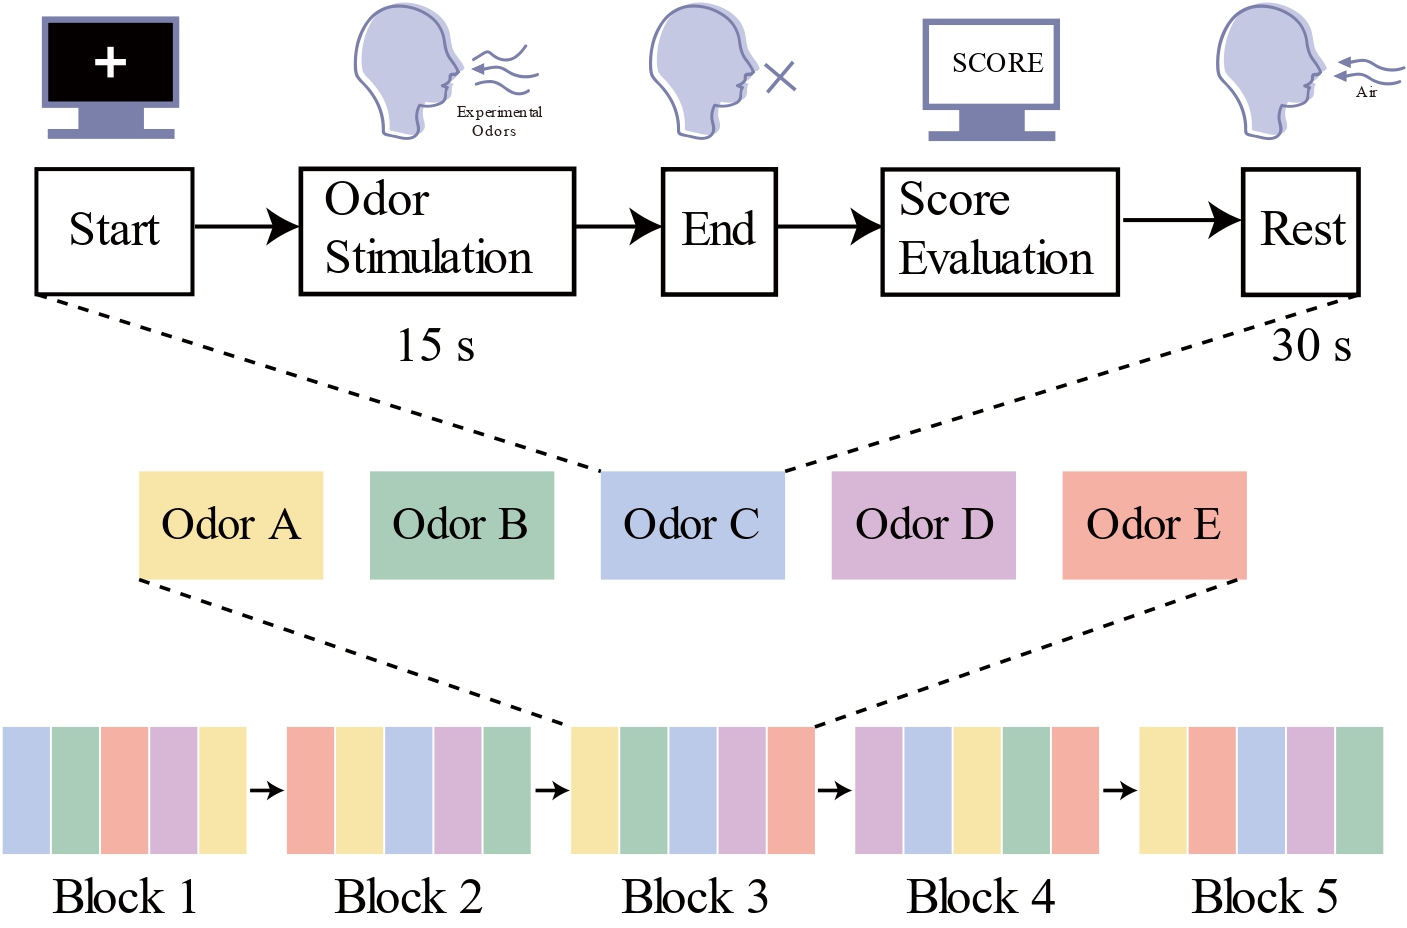 SCORE
Experimental
Odors
Air
Start
Odor
Stimulation
End
Score
Evaluation
Rest
15 s
30 s
Odor A
Odor B
Odor C
Odor D
Odor E
Block 1
Block 2
Block 3
Block 4
Block 5